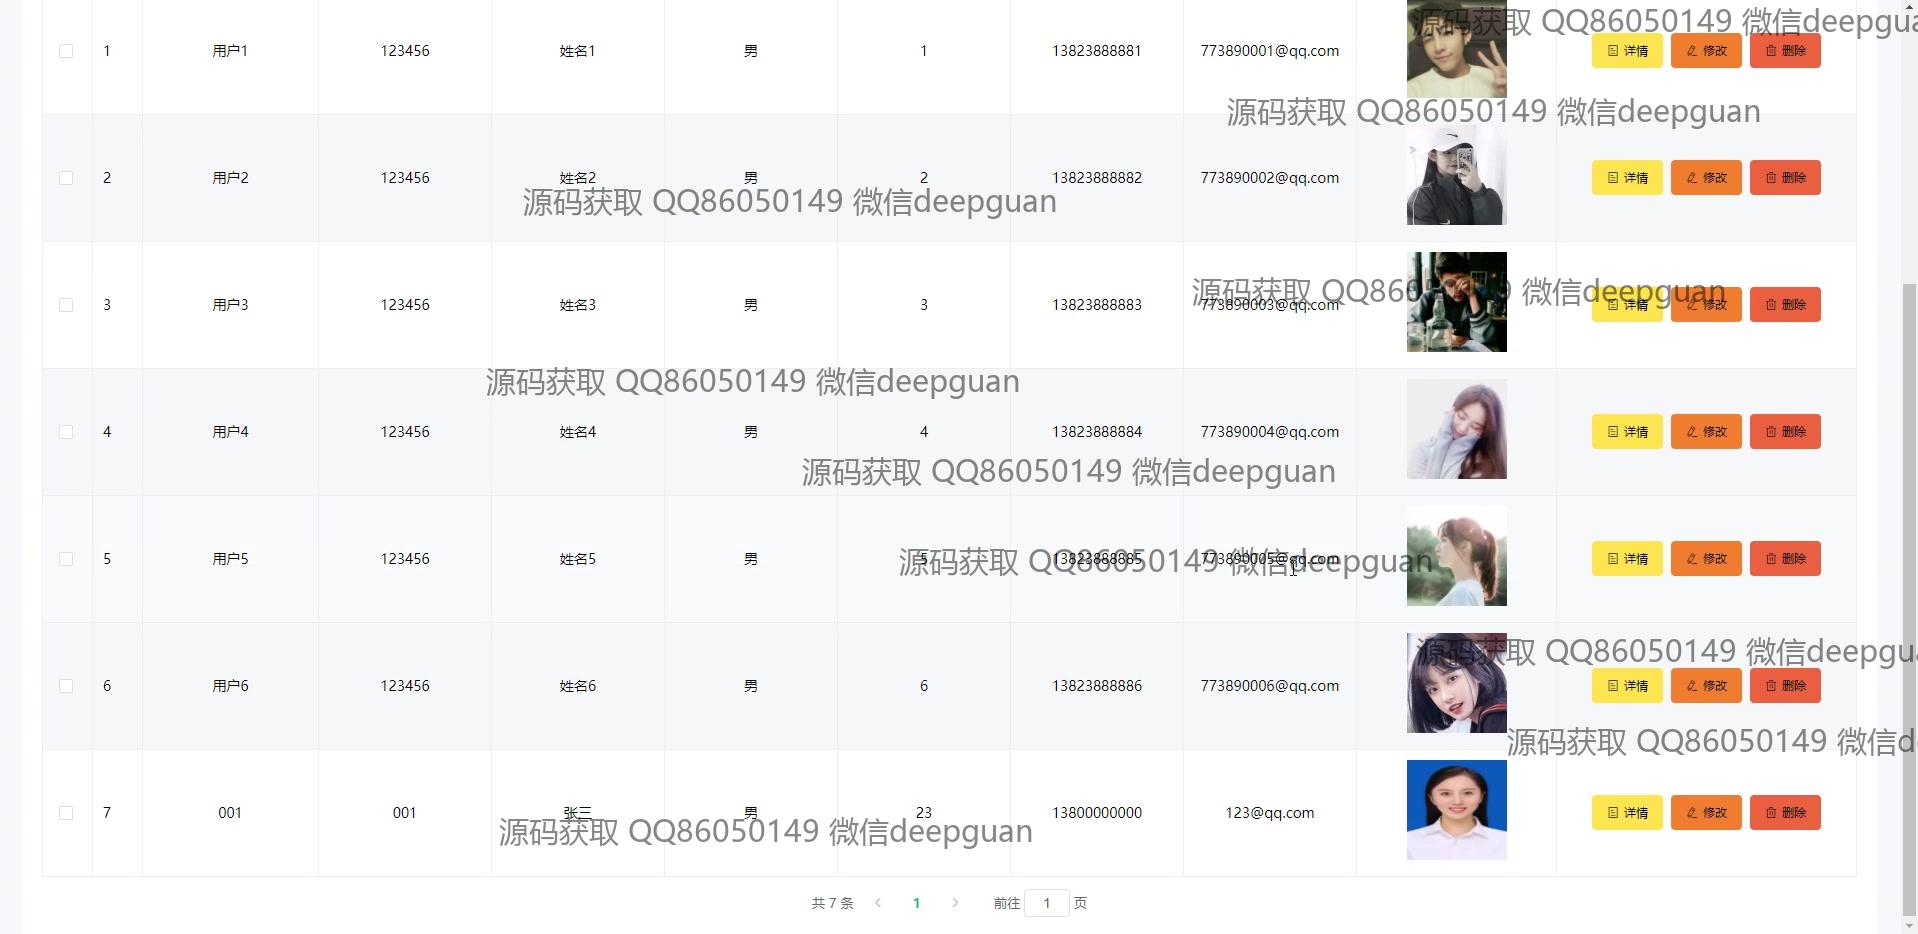 源码获取 QQ86050149 微信deepgua
1 用户1 123456 姓名1 男 1 13823888881 773890001@qq.com 详情 修改 删除
源码获取 QQ86050149 微信deepguan
2 用户2 123456 姓名2 男 2 13823888882 773890002@qq.com 详情 修改 删除
源码获取 QQ86050149 微信deepguan
源码获取 QQ86050149 微信deepguan
3 用户3 123456 姓名3 男 3 13823888883 773890003@qq.com 详情 修改 删除
源码获取 QQ86050149 微信deepguan
4 用户4 123456 姓名4 男 4 13823888884 773890004@qq.com 详情 修改 删除
源码获取 QQ86050149 微信deepguan
5 用户5 123456 姓名5 男 5 13823888885 773890005@qq.com 详情 修改 删除
源码获取 QQ86050149 微信deepguan
源码获取 QQ86050149 微信deepgua
6 用户6 123456 姓名6 男 6 13823888886 773890006@qq.com 详情 修改 删除
源码获取 QQ86050149 微信d
7 001 001 张三 男 23 13800000000 123@qq.com 详情 修改 删除
源码获取 QQ86050149 微信deepguan
共 7 条 1 前往 1 页